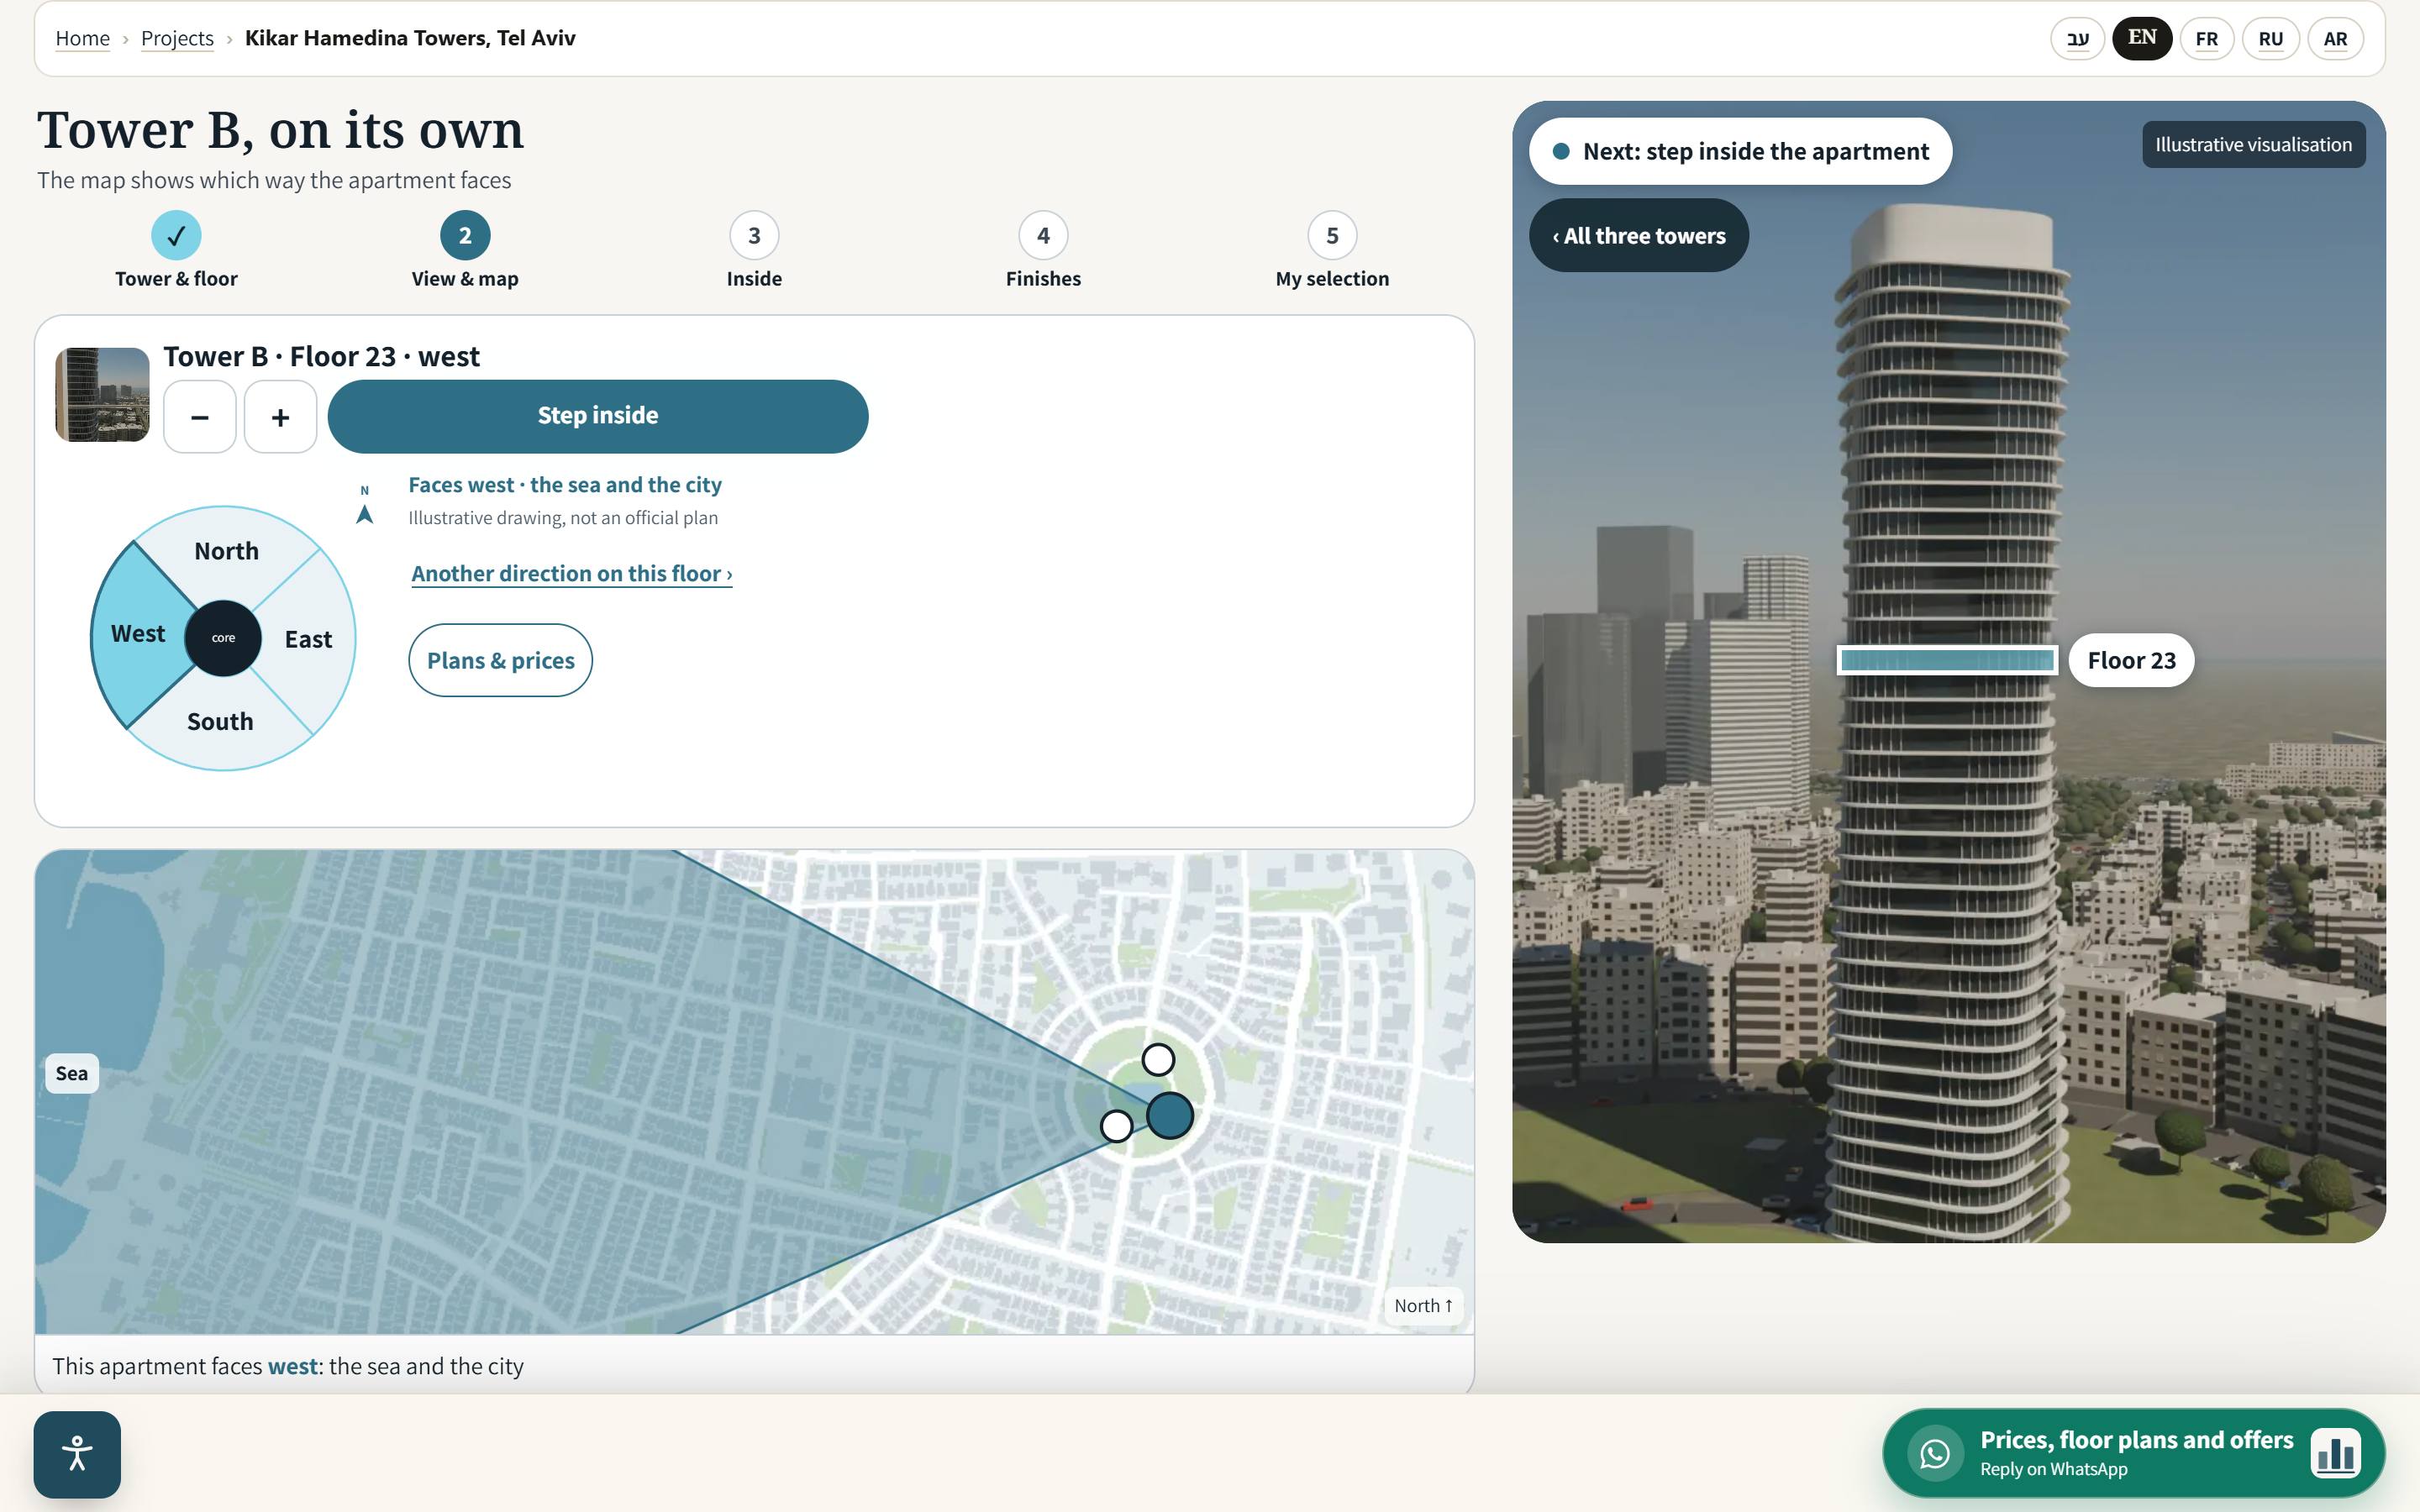 Home › Projects › Kikar Hamedina Towers, Tel Aviv
עב EN FR RU AR
Tower B, on its own
The map shows which way the apartment faces
✓ 2 3 4 5
Tower & floor View & map Inside Finishes My selection
Tower B · Floor 23 · west
− + Step inside
N
Faces west · the sea and the city
Illustrative drawing, not an official plan
Another direction on this floor ›
Plans & prices
North
West core East
South
Sea
North ↑
This apartment faces west: the sea and the city
Next: step inside the apartment
Illustrative visualisation
‹ All three towers
Floor 23
Prices, floor plans and offers
Reply on WhatsApp